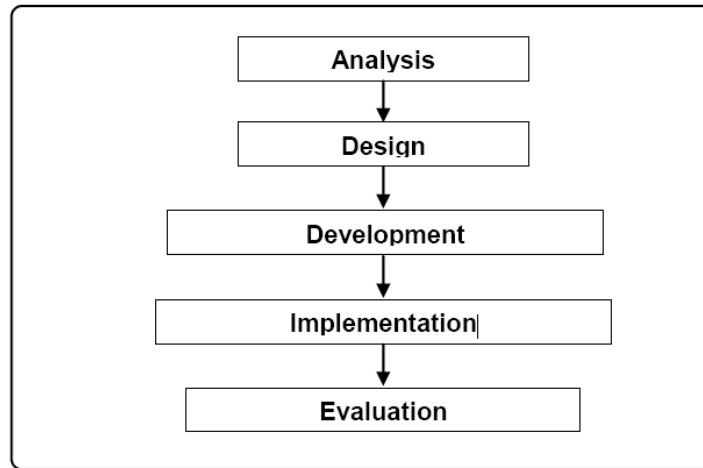 Analysis
Design
Development
Implementation
Evaluation